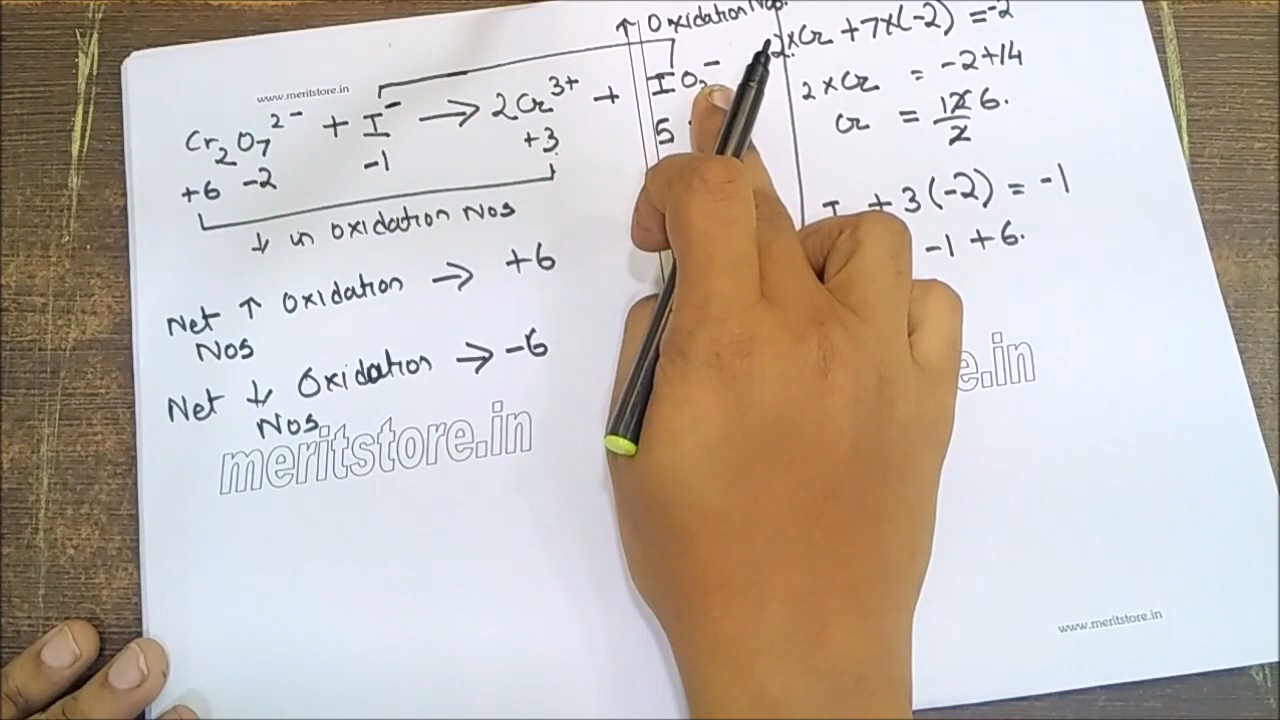 www.meritstore.in
↑ Oxidation Nos.
Cr2O7 2- + I- → 2Cr3+ + IO3-
+6 -2 -1 +3 5
↓ in oxidation Nos
Net ↑ Oxidation → +6
Nos
Net ↓ Oxidation → -6
Nos
meritstore.in
2×Cr + 7×(-2) = -2
2×Cr = -2+14
Cr = 12/2 6.
I + 3(-2) = -1
-1 + 6.
e.in
www.meritstore.in